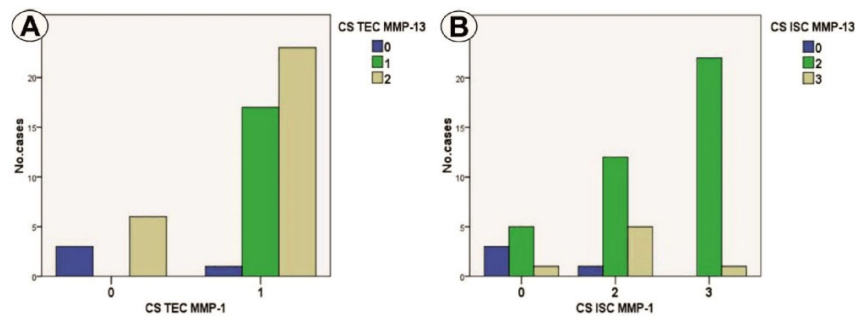 A
CS TEC MMP-13
0
1
2
No.cases
20
15
10
5
0
0 1
CS TEC MMP-1
B
CS ISC MMP-13
0
2
3
No.cases
20
15
10
5
0
0 2 3
CS ISC MMP-1